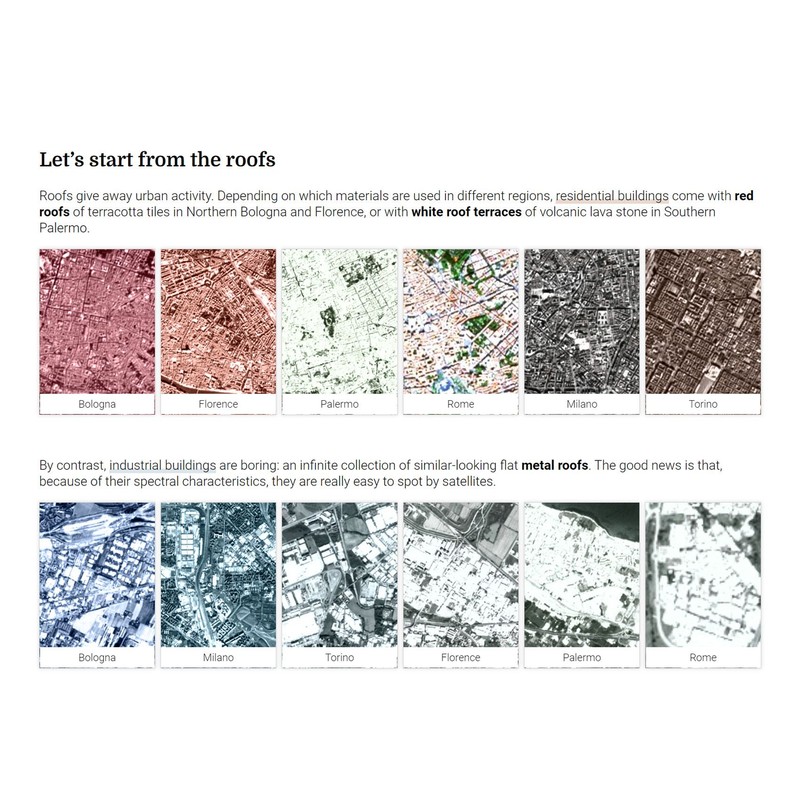 Let’s start from the roofs
Roofs give away urban activity. Depending on which materials are used in different regions, residential buildings come with red
roofs of terracotta tiles in Northern Bologna and Florence, or with white roof terraces of volcanic lava stone in Southern
Palermo.
Bologna Florence Palermo Rome Milano Torino
By contrast, industrial buildings are boring: an infinite collection of similar-looking flat metal roofs. The good news is that,
because of their spectral characteristics, they are really easy to spot by satellites.
Bologna Milano Torino Florence Palermo Rome